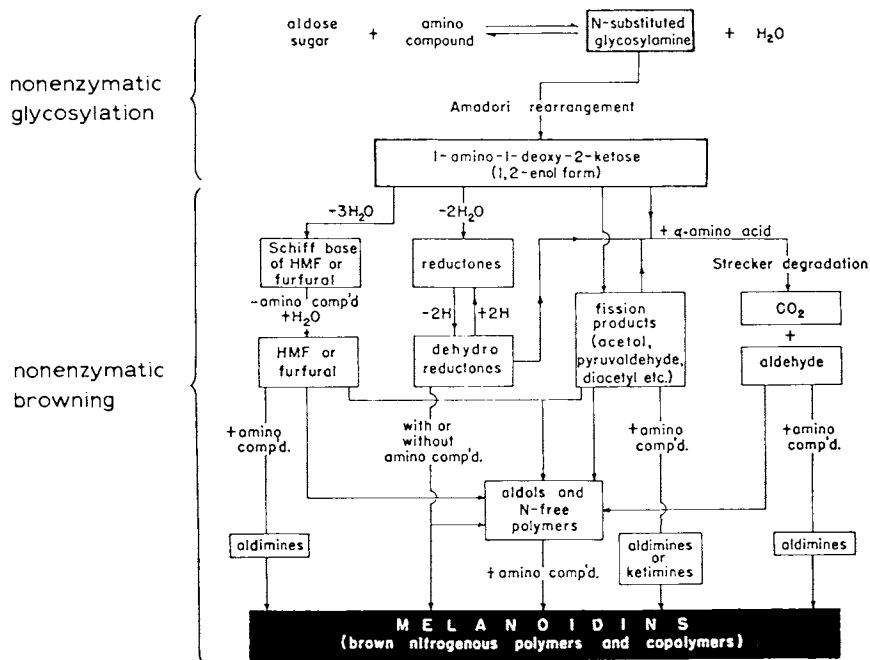 aldose sugar + amino compound N-substituted glycosylamine + H₂O
nonenzymatic
glycosylation
Amadori rearrangement
1-amino-1-deoxy-2-ketose
(1,2-enol form)
-3H₂O
-2H₂O
+ α-amino acid
Schiff base
of HMF or
furfural
reductones
Strecker degradation
-amino comp'd
+H₂O
-2H
+2H
fission
products
(acetol,
pyruvaldehyde,
diacetyl etc.)
CO₂
+
aldehyde
HMF or
furfural
dehydro
reductones
nonenzymatic
browning
+amino
comp'd.
with or
without
amino comp'd.
+amino
comp'd.
+amino
comp'd.
aldols and
N-free
polymers
aldimines
+ amino comp'd.
aldimines
or
ketimines
aldimines
MELANOIDINS
(brown nitrogenous polymers and copolymers)